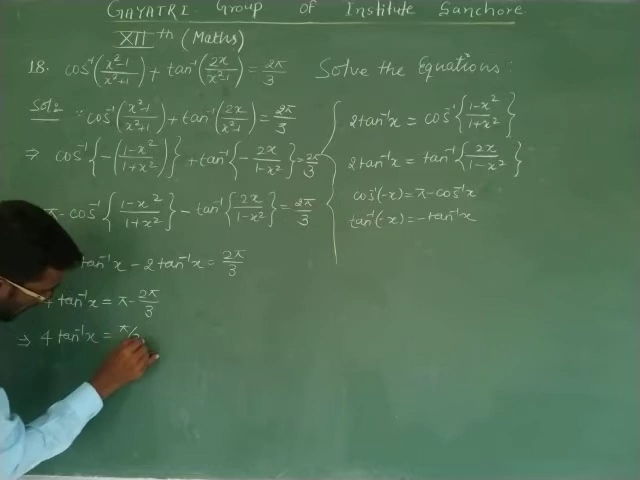 GAYATRI Group of Institute Sanchore
XIIth (Maths)
18. cos⁻¹(x²-1/x²+1) + tan⁻¹(2x/x²-1) = 2π/3 Solve the Equations:
Sol: ∵ cos⁻¹(x²-1/x²+1) + tan⁻¹(2x/x²-1) = 2π/3
⇒ cos⁻¹{-(1-x²/1+x²)} + tan⁻¹{-2x/1-x²} = 2π/3
π - cos⁻¹{1-x²/1+x²} - tan⁻¹{2x/1-x²} = 2π/3
tan⁻¹x - 2tan⁻¹x = 2π/3
tan⁻¹x = π - 2π/3
⇒ 4 tan⁻¹x = π/
2tan⁻¹x = cos⁻¹{1-x²/1+x²}
2tan⁻¹x = tan⁻¹{2x/1-x²}
cos⁻¹(-x) = π - cos⁻¹x
tan⁻¹(-x) = -tan⁻¹x